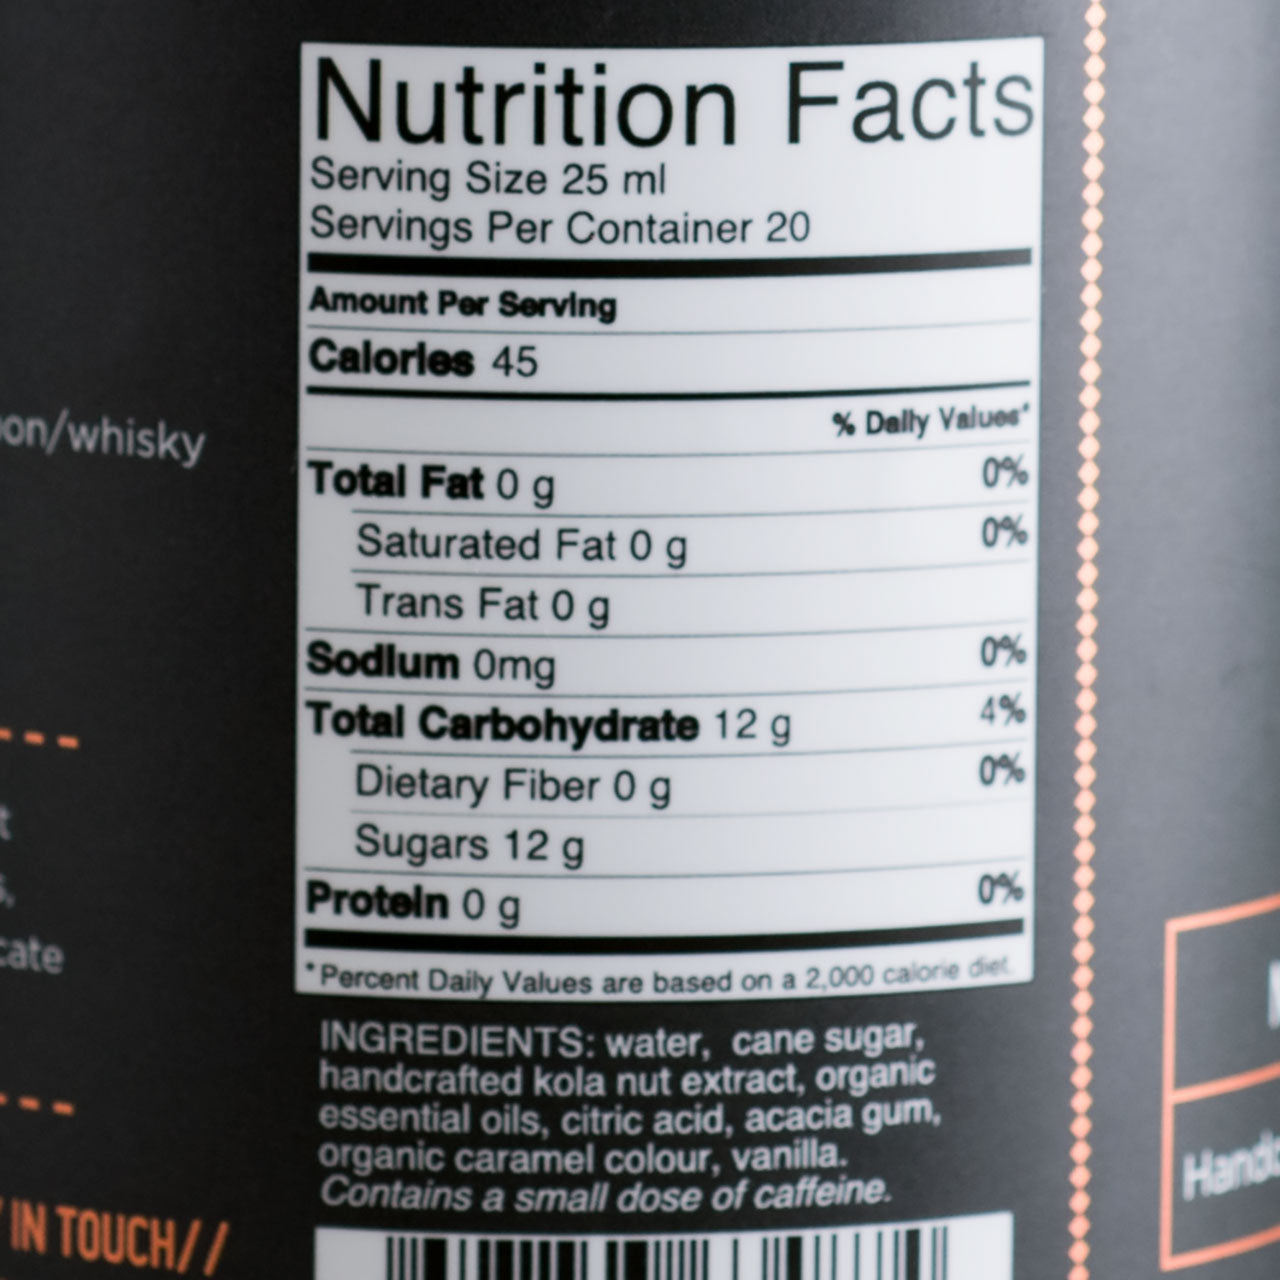 Nutrition Facts
Serving Size 25 ml
Servings Per Container 20
Amount Per Serving
Calories 45
% Daily Values*
Total Fat 0 g 0%
Saturated Fat 0 g 0%
Trans Fat 0 g
Sodium 0mg 0%
Total Carbohydrate 12 g 4%
Dietary Fiber 0 g 0%
Sugars 12 g
Protein 0 g 0%
*Percent Daily Values are based on a 2,000 calorie diet.
INGREDIENTS: water, cane sugar,
handcrafted kola nut extract, organic
essential oils, citric acid, acacia gum,
organic caramel colour, vanilla.
Contains a small dose of caffeine.
/whisky
IN TOUCH//